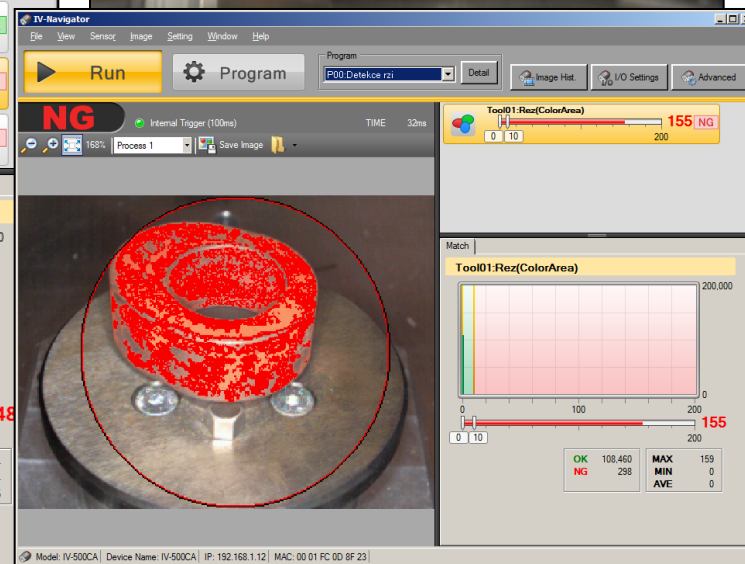 IV-Navigator
File View Sensor Image Setting Window Help
Run
Program
Program
P00:Detekce rzi
Detail
Image Hist.
I/O Settings
Advanced
NG
Internal Trigger (100ms)
TIME 32ms
168%
Process 1
Save Image
Tool01:Rez(ColorArea)
155 NG
0 10 200
Match
Tool01:Rez(ColorArea)
200,000
0
0 100 200
155
0 10 200
OK 108,460
NG 298
MAX 159
MIN 0
AVE 0
48
Model: IV-500CA Device Name: IV-500CA IP: 192.168.1.12 MAC: 00 01 FC 0D 8F 23